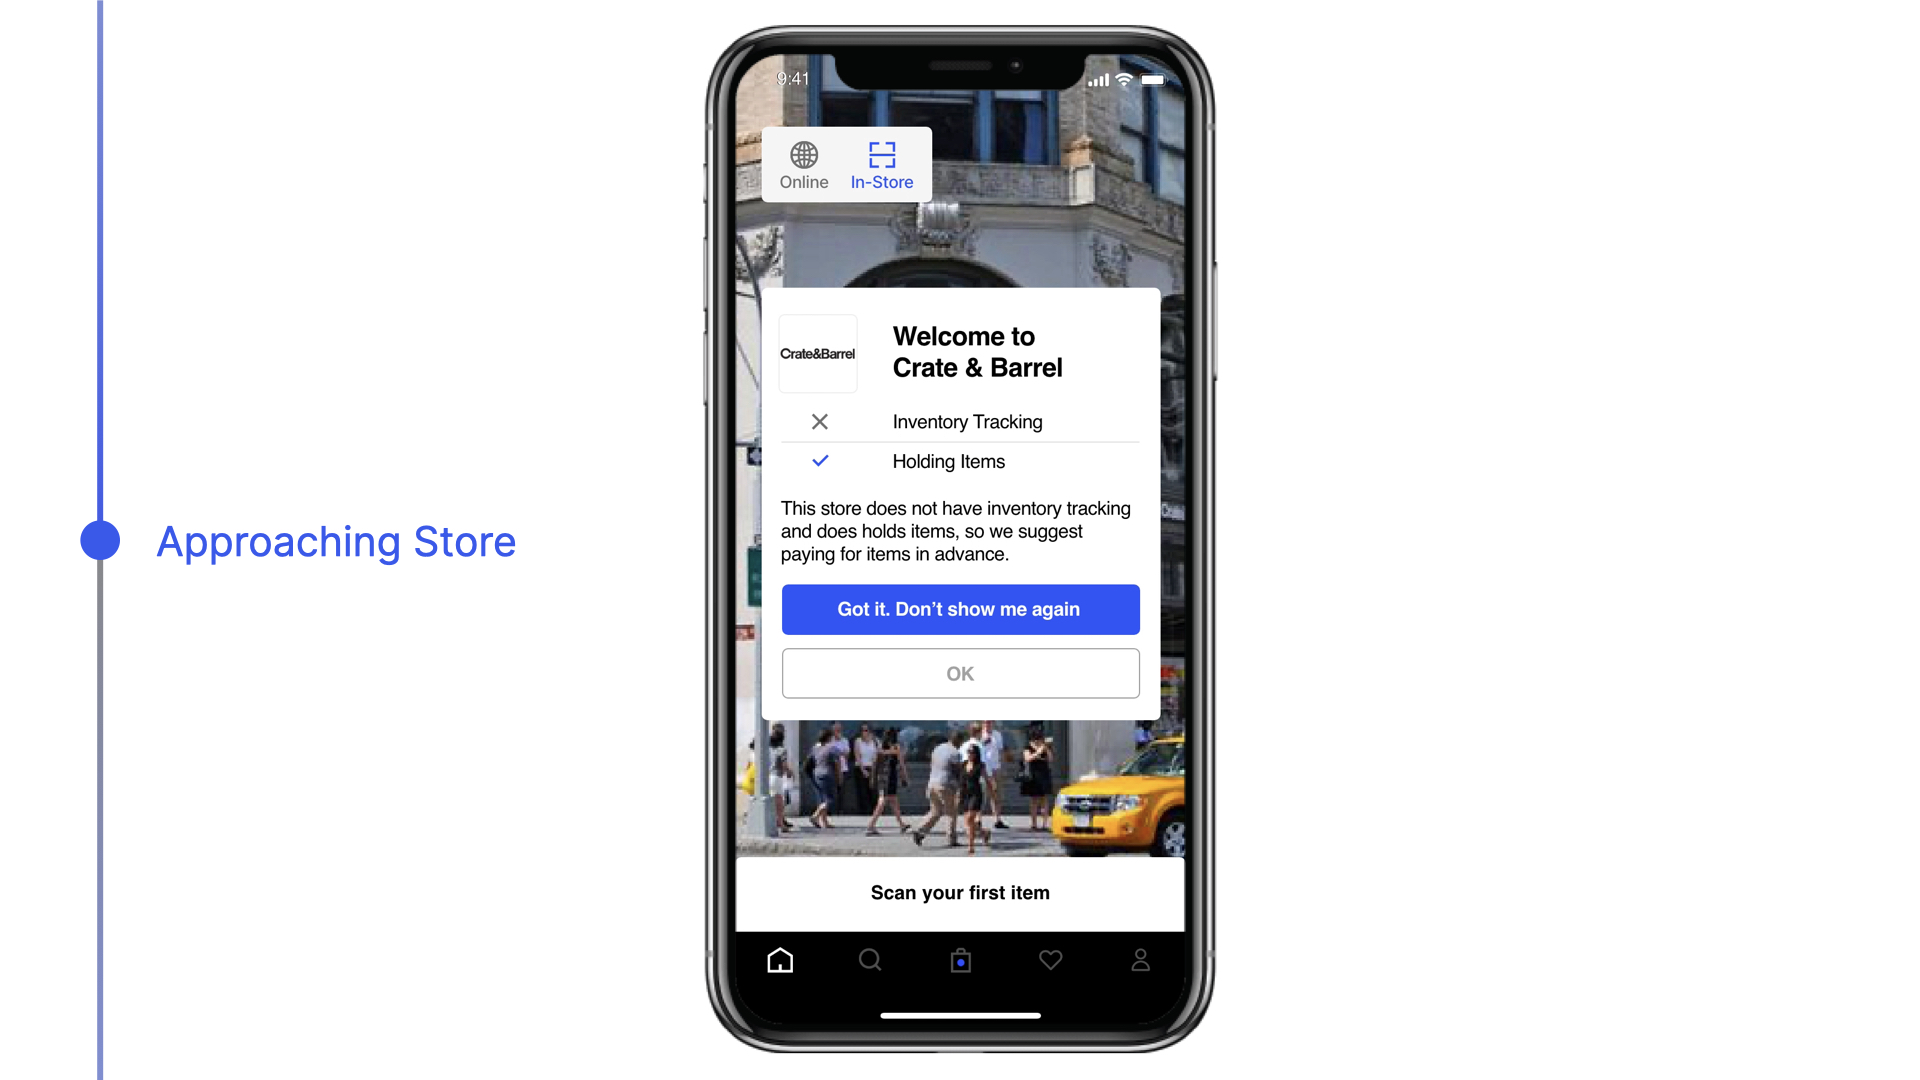 Approaching Store
9:41
Online
In-Store
Crate&Barrel
Welcome to
Crate & Barrel
Inventory Tracking
Holding Items
This store does not have inventory tracking
and does holds items, so we suggest
paying for items in advance.
Got it. Don’t show me again
OK
Scan your first item